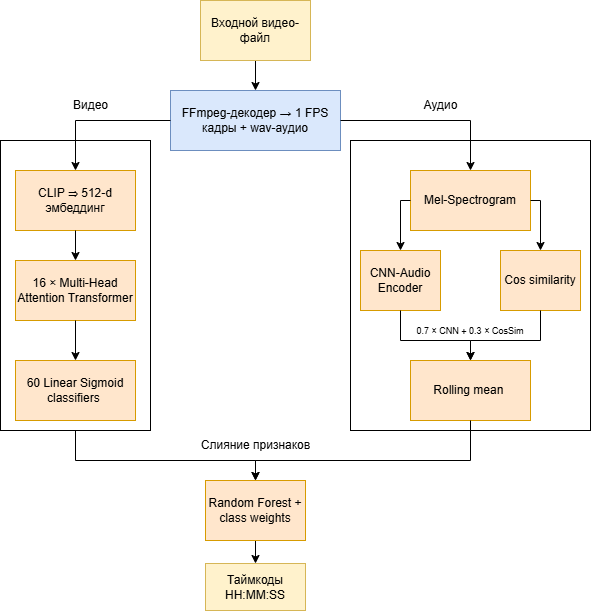 Входной видео-
файл
Видео
FFmpeg-декодер → 1 FPS
кадры + wav-аудио
Аудио
CLIP ⇒ 512-d
эмбеддинг
16 × Multi-Head
Attention Transformer
60 Linear Sigmoid
classifiers
Mel-Spectrogram
CNN-Audio
Encoder
Cos similarity
0.7 × CNN + 0.3 × CosSim
Rolling mean
Слияние признаков
Random Forest +
class weights
Таймкоды
HH:MM:SS